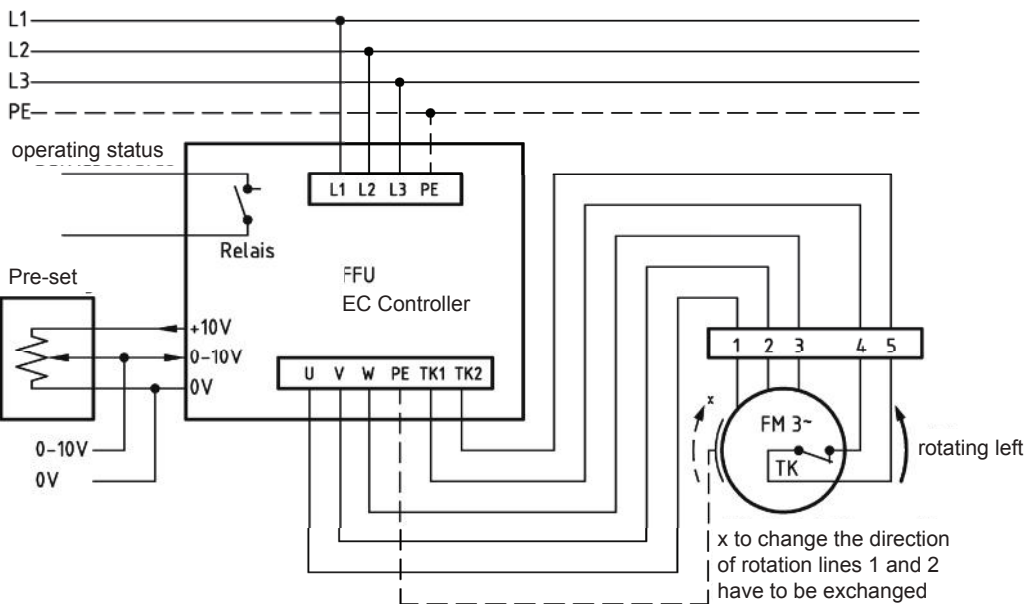 L1
L2
L3
PE
operating status
L1 L2 L3 PE
Relais
Pre-set
FFU
EC Controller
+10V
0-10V
0V
U V W PE TK1 TK2
1 2 3 4 5
0-10V
0V
x
FM 3~
TK
rotating left
x to change the direction
of rotation lines 1 and 2
have to be exchanged